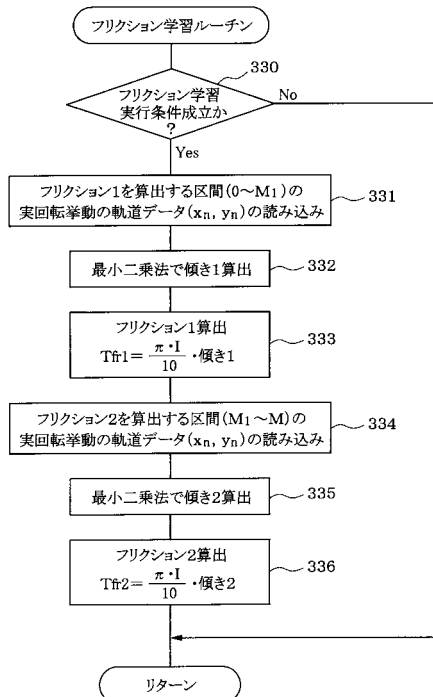 フリクション学習ルーチン
330
フリクション学習
実行条件成立か
?
No
Yes
フリクション1を算出する区間(0~M1)の
実回転挙動の軌道データ(xn, yn)の読み込み
331
最小二乗法で傾き1算出
332
フリクション1算出
Tfr1= π・I/10 ・傾き1
333
フリクション2を算出する区間(M1~M)の
実回転挙動の軌道データ(xn, yn)の読み込み
334
最小二乗法で傾き2算出
335
フリクション2算出
Tfr2= π・I/10 ・傾き2
336
リターン